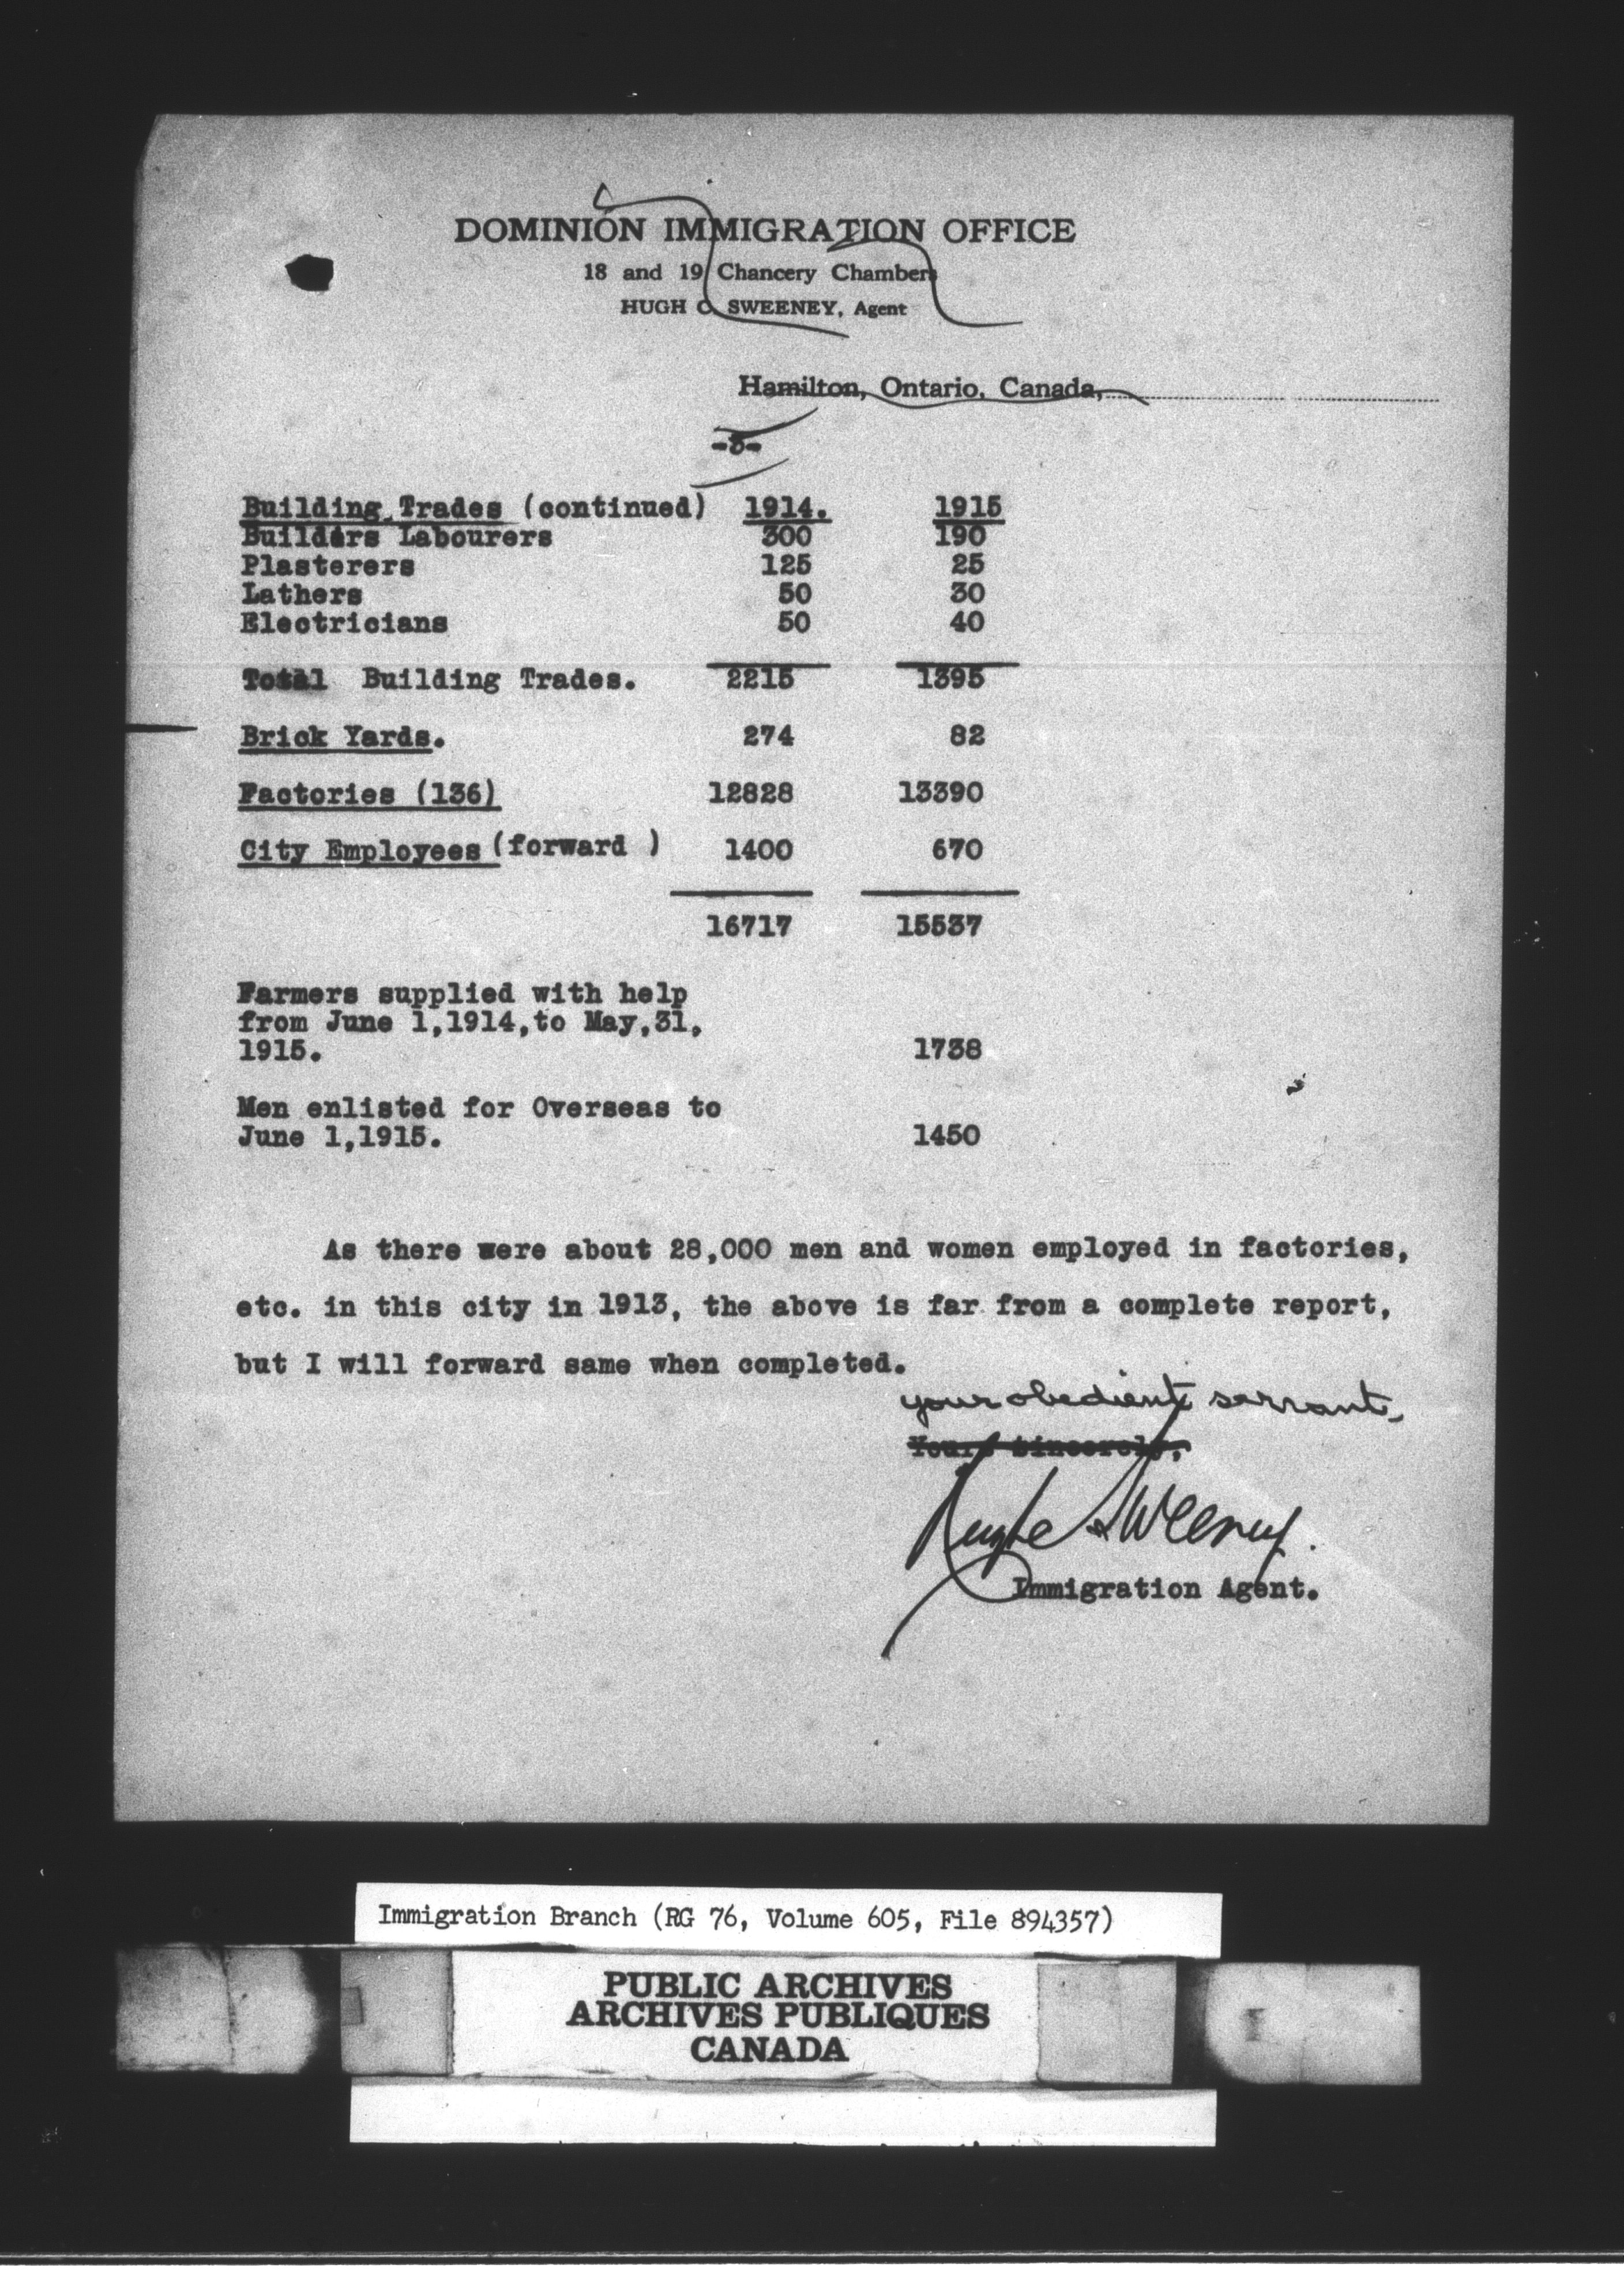 DOMINION IMMIGRATION OFFICE
18 and 19 Chancery Chambers
HUGH C. SWEENEY, Agent
Hamilton, Ontario, Canada,
-3-
Building Trades (continued) 1914. 1915
Builders Labourers 300 190
Plasterers 125 25
Lathers 50 30
Electricians 50 40
Total Building Trades. 2215 1395
Brick Yards. 274 82
Factories (136) 12828 13390
City Employees (forward ) 1400 670
16717 15537
Farmers supplied with help
from June 1,1914,to May,31,
1915. 1738
Men enlisted for Overseas to
June 1,1915. 1450
As there were about 28,000 men and women employed in factories,
etc. in this city in 1913, the above is far from a complete report,
but I will forward same when completed.
your obedient servant,
Yours sincerely,
Hugh C Sweeney.
Immigration Agent.
Immigration Branch (RG 76, Volume 605, File 894357)
PUBLIC ARCHIVES
ARCHIVES PUBLIQUES
CANADA